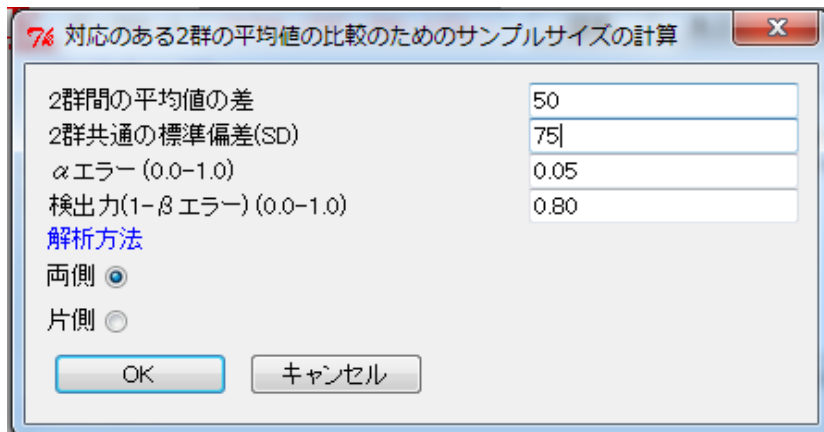 対応のある2群の平均値の比較のためのサンプルサイズの計算
2群間の平均値の差 50
2群共通の標準偏差(SD) 75
αエラー(0.0-1.0) 0.05
検出力(1-βエラー)(0.0-1.0) 0.80
解析方法
両側
片側
OK キャンセル